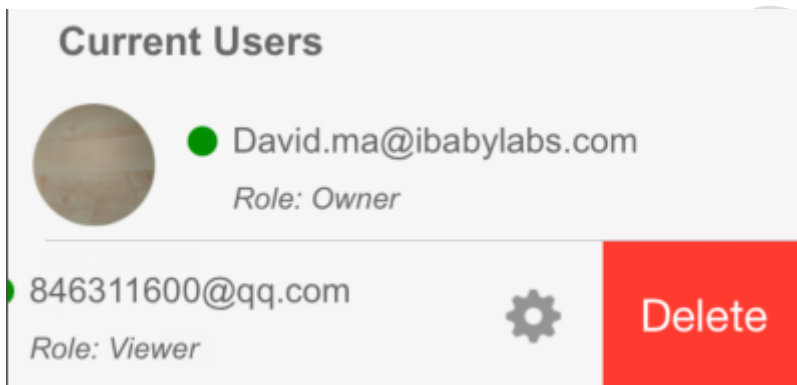 Current Users
David.ma@ibabylabs.com
Role: Owner
846311600@qq.com
Role: Viewer
Delete